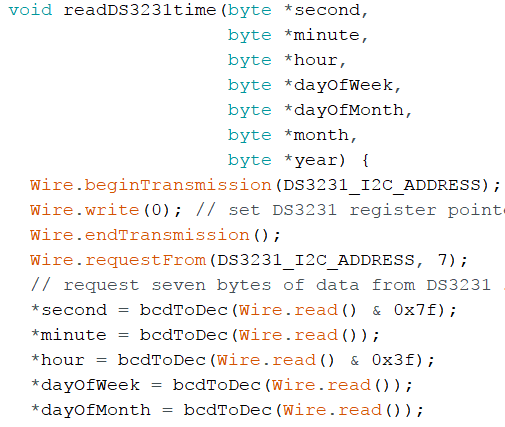 void readDS3231time(byte *second,
byte *minute,
byte *hour,
byte *dayOfWeek,
byte *dayOfMonth,
byte *month,
byte *year) {
Wire.beginTransmission(DS3231_I2C_ADDRESS);
Wire.write(0); // set DS3231 register
Wire.endTransmission();
Wire.requestFrom(DS3231_I2C_ADDRESS, 7);
// request seven bytes of data from DS3231
*second = bcdToDec(Wire.read() & 0x7f);
*minute = bcdToDec(Wire.read());
*hour = bcdToDec(Wire.read() & 0x3f);
*dayOfWeek = bcdToDec(Wire.read());
*dayOfMonth = bcdToDec(Wire.read());